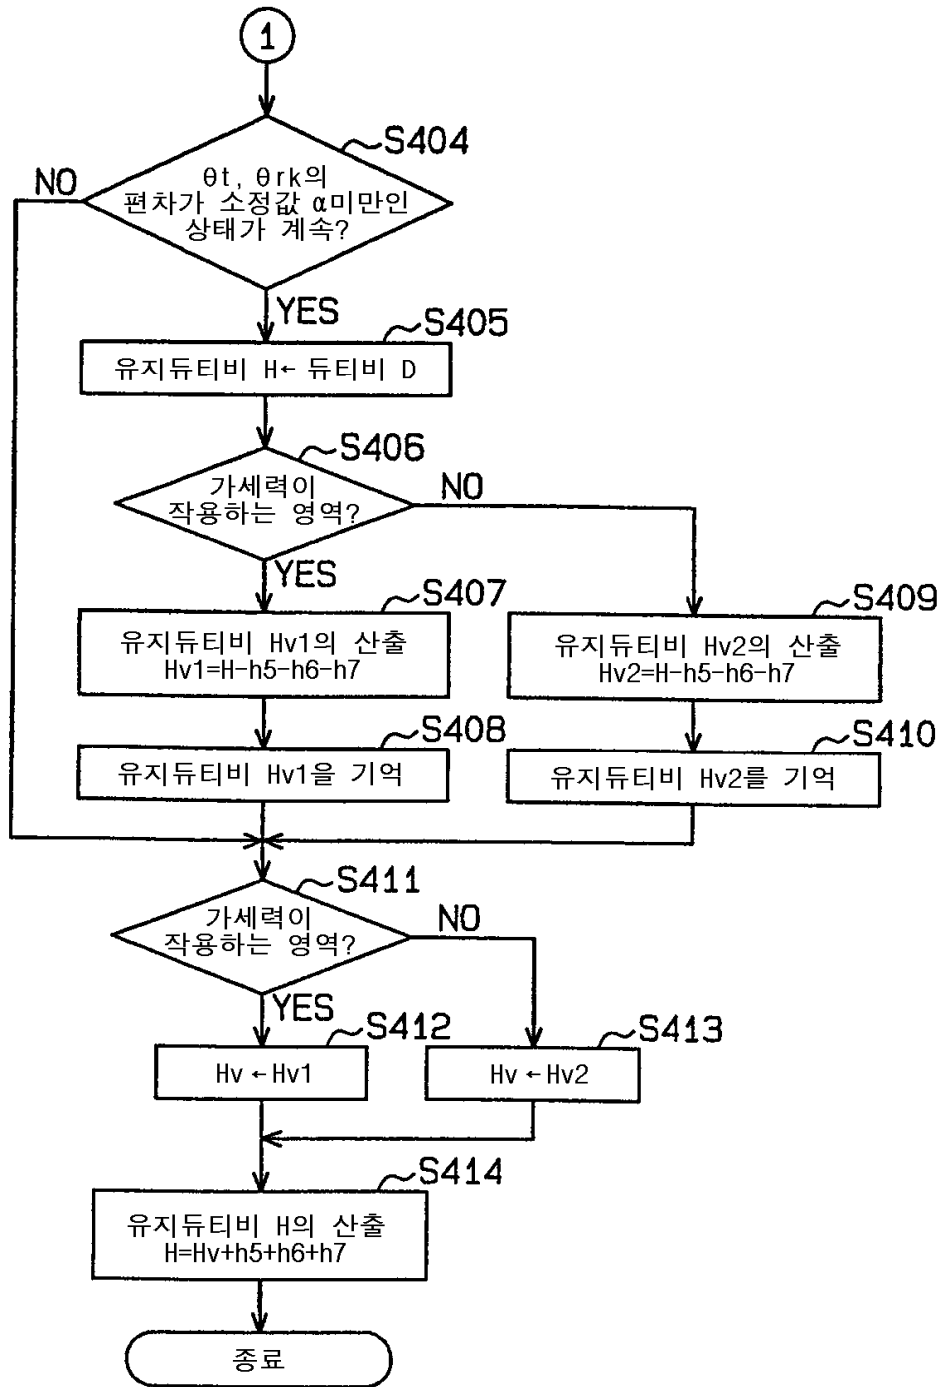 1
S404
NO
θt, θrk의
편차가 소정값 α미만인
상태가 계속?
YES
S405
유지듀티비 H← 듀티비 D
S406
가세력이
작용하는 영역?
NO
YES
S407
유지듀티비 Hv1의 산출
Hv1=H-h5-h6-h7
S409
유지듀티비 Hv2의 산출
Hv2=H-h5-h6-h7
S408
유지듀티비 Hv1을 기억
S410
유지듀티비 Hv2를 기억
S411
가세력이
작용하는 영역?
NO
YES
S412
Hv ←Hv1
S413
Hv ←Hv2
S414
유지듀티비 H의 산출
H=Hv+h5+h6+h7
종료